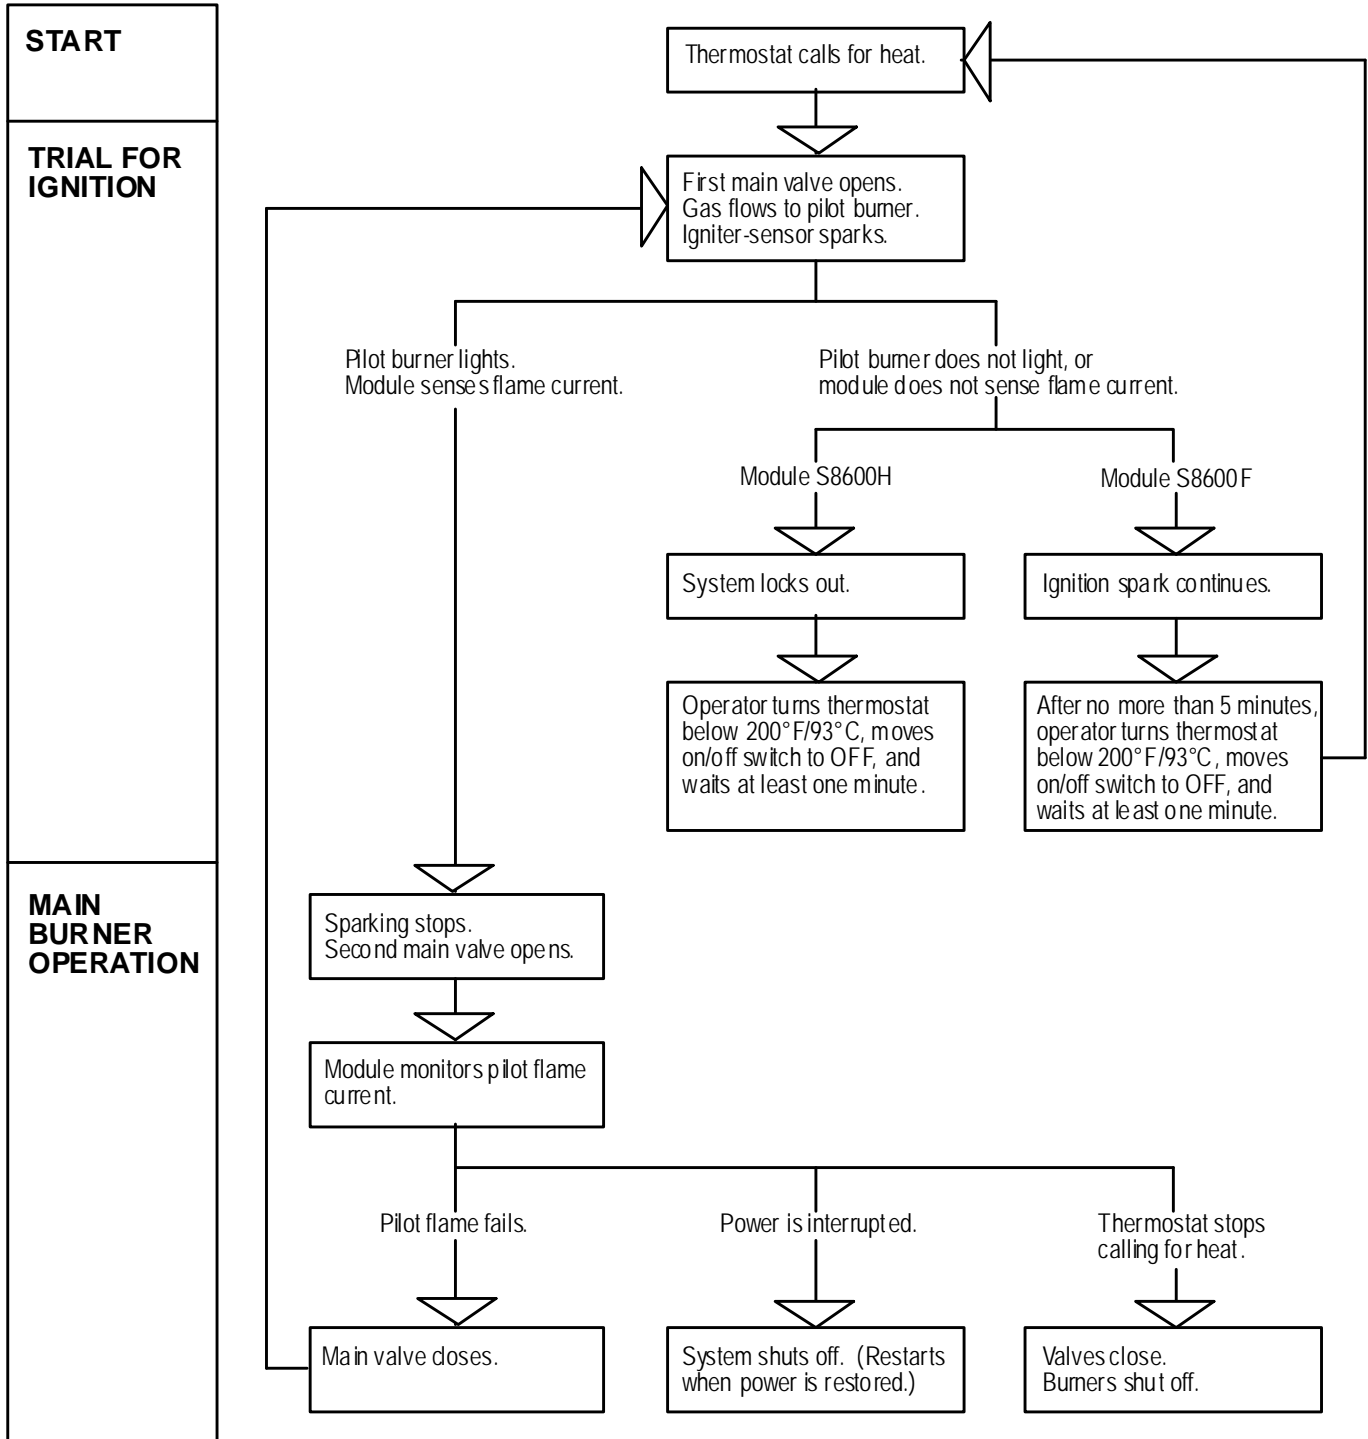 START
Thermostat calls for heat.
TRIAL FOR
IGNITION
First main valve opens.
Gas flows to pilot burner.
Igniter-sensor sparks.
Pilot burner lights.
Module senses flame current.
Pilot burner does not light, or
module does not sense flame current.
Module S8600H
Module S8600F
System locks out.
Ignition spark continues.
Operator turns thermostat
below 200°F/93°C, moves
on/off switch to OFF, and
waits at least one minute.
After no more than 5 minutes,
operator turns thermostat
below 200°F/93°C, moves
on/off switch to OFF, and
waits at least one minute.
MAIN
BURNER
OPERATION
Sparking stops.
Second main valve opens.
Module monitors pilot flame
current.
Pilot flame fails.
Power is interrupted.
Thermostat stops
calling for heat.
Main valve doses.
System shuts off. (Restarts
when power is restored.)
Valves close.
Burners shut off.